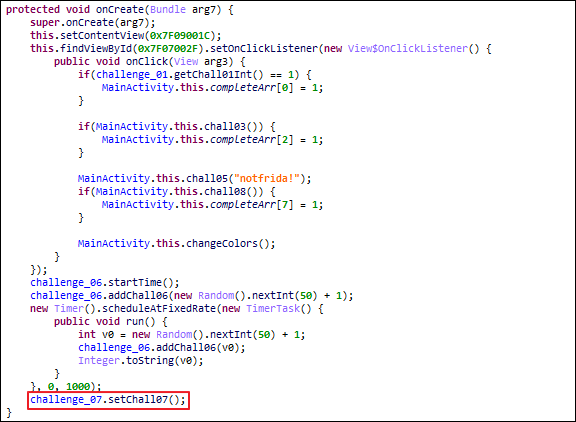 protected void onCreate(Bundle arg7) {
    super.onCreate(arg7);
    this.setContentView(0x7F09001C);
    this.findViewById(0x7F07002F).setOnClickListener(new View$OnClickListener() {
        public void onClick(View arg3) {
            if(challenge_01.getChall01Int() == 1) {
                MainActivity.this.completeArr[0] = 1;
            }

            if(MainActivity.this.chall03()) {
                MainActivity.this.completeArr[2] = 1;
            }

            MainActivity.this.chall05("notfrida!");
            if(MainActivity.this.chall08()) {
                MainActivity.this.completeArr[7] = 1;
            }

            MainActivity.this.changeColors();
        }
    });
    challenge_06.startTime();
    challenge_06.addChall06(new Random().nextInt(50) + 1);
    new Timer().scheduleAtFixedRate(new TimerTask() {
        public void run() {
            int v0 = new Random().nextInt(50) + 1;
            challenge_06.addChall06(v0);
            Integer.toString(v0);
        }
    }, 0, 1000);
    challenge_07.setChall07();
}